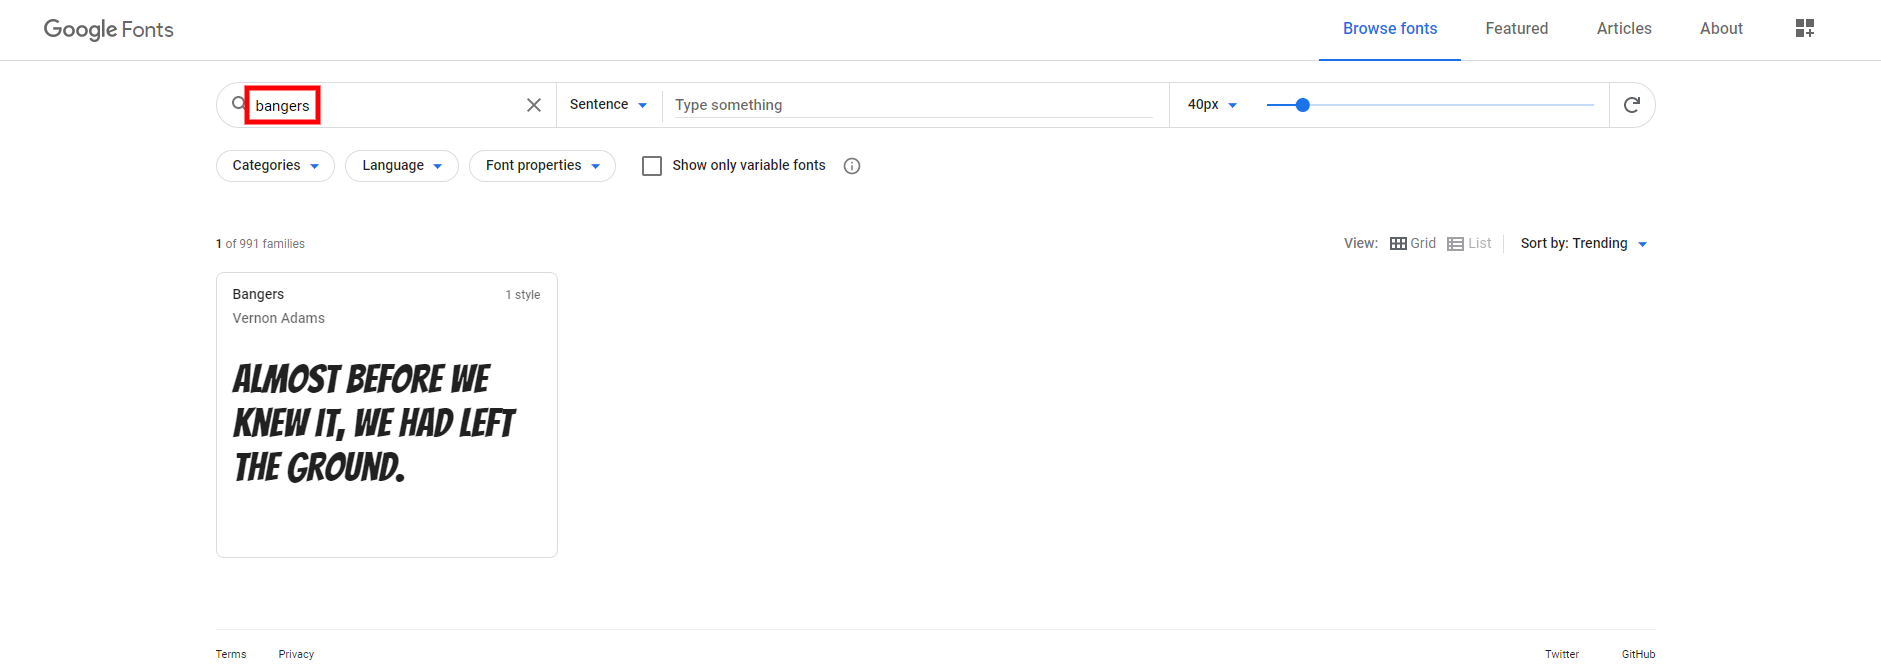 Google Fonts
Browse fonts Featured Articles About
bangers Sentence Type something 40px
Categories Language Font properties Show only variable fonts
1 of 991 families View: Grid List Sort by: Trending
Bangers 1 style
Vernon Adams
ALMOST BEFORE WE
KNEW IT, WE HAD LEFT
THE GROUND.
Terms Privacy Twitter GitHub